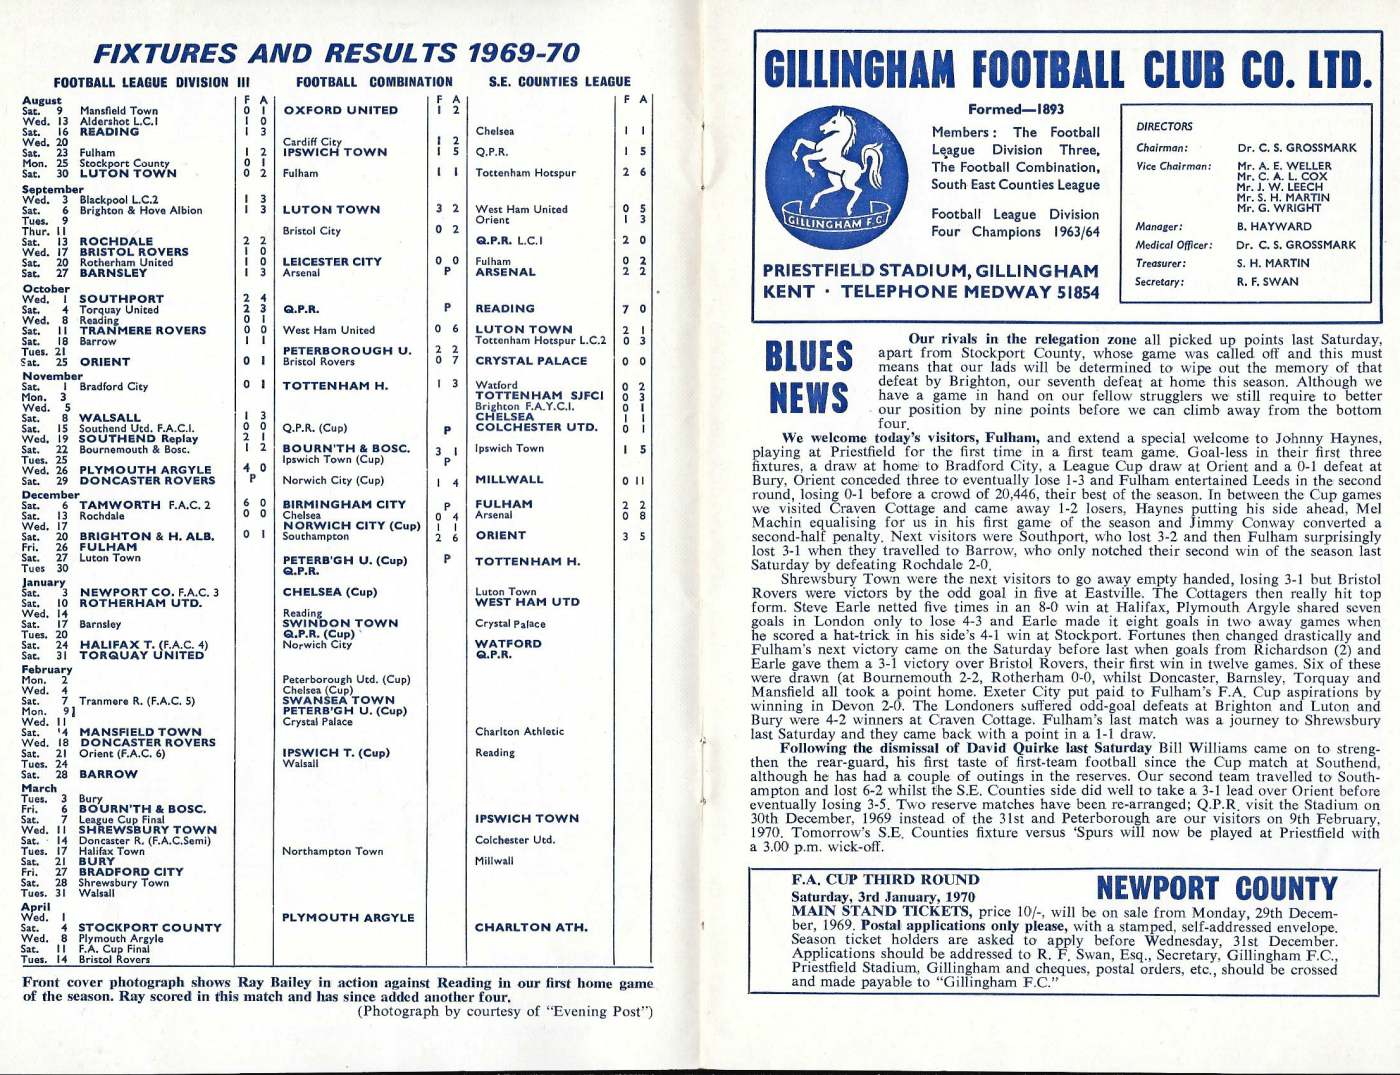 FIXTURES AND RESULTS 1969-70
FOOTBALL LEAGUE DIVISION III FOOTBALL COMBINATION S.E. COUNTIES LEAGUE
August F A F A F A
Sat. 9 Mansfield Town 0 1 OXFORD UNITED 1 2
Wed. 13 Aldershot L.C.1 1 0
Sat. 16 READING 1 3 Chelsea 1 1
Wed. 20 Cardiff City 1 2
Sat. 23 Fulham 1 2 IPSWICH TOWN 1 5 Q.P.R. 1 5
Mon. 25 Stockport County 0 1
Sat. 30 LUTON TOWN 0 2 Fulham 1 1 Tottenham Hotspur 2 6
September
Wed. 3 Blackpool L.C.2 1 3
Sat. 6 Brighton & Hove Albion 1 3 LUTON TOWN 3 2 West Ham United 0 5
Tues. 9 Orient 1 3
Thur. 11 Bristol City 0 2
Sat. 13 ROCHDALE 2 2 Q.P.R. L.C.1 2 0
Wed. 17 BRISTOL ROVERS 1 0
Sat. 20 Rotherham United 1 0 LEICESTER CITY 0 0 Fulham 0 2
Sat. 27 BARNSLEY 1 3 Arsenal P ARSENAL 2 2
October
Wed. 1 SOUTHPORT 2 4
Sat. 4 Torquay United 2 3 Q.P.R. P READING 7 0
Wed. 8 Reading 0 1
Sat. 11 TRANMERE ROVERS 0 0 West Ham United 0 6 LUTON TOWN 2 1
Sat. 18 Barrow 1 1 Tottenham Hotspur L.C.2 0 3
Tues. 21 PETERBOROUGH U. 2 2
Sat. 25 ORIENT 0 1 Bristol Rovers 0 7 CRYSTAL PALACE 0 0
November
Sat. 1 Bradford City 0 1 TOTTENHAM H. 1 3 Watford 0 2
Mon. 3 TOTTENHAM SJFCI 0 3
Wed. 5 Brighton F.A.Y.C.I. 0 1
Sat. 8 WALSALL 1 3 CHELSEA 1 1
Sat. 15 Southend Utd. F.A.C.I. 0 0 Q.P.R. (Cup) P COLCHESTER UTD. 0 1
Wed. 19 SOUTHEND Replay 2 1
Sat. 22 Bournemouth & Bosc. 1 2 BOURN'TH & BOSC. 3 1 Ipswich Town 1 5
Tues. 25 Ipswich Town (Cup) P
Wed. 26 PLYMOUTH ARGYLE 4 0
Sat. 29 DONCASTER ROVERS P Norwich City (Cup) 1 4 MILLWALL 0 11
December
Sat. 6 TAMWORTH F.A.C. 2 6 0 BIRMINGHAM CITY P FULHAM 2 2
Sat. 13 Rochdale 0 0 Chelsea 0 4 Arsenal 0 8
Wed. 17 NORWICH CITY (Cup) 1 1
Sat. 20 BRIGHTON & H. ALB. 0 1 Southampton 2 6 ORIENT 3 5
Fri. 26 FULHAM
Sat. 27 Luton Town PETERB'GH U. (Cup) P TOTTENHAM H.
Tues 30 Q.P.R.
January
Sat. 3 NEWPORT CO. F.A.C. 3 CHELSEA (Cup) Luton Town
Sat. 10 ROTHERHAM UTD. WEST HAM UTD
Wed. 14 Reading
Sat. 17 Barnsley SWINDON TOWN Crystal Palace
Tues. 20 Q.P.R. (Cup)
Sat. 24 HALIFAX T. (F.A.C. 4) Norwich City WATFORD
Sat. 31 TORQUAY UNITED Q.P.R.
February
Mon. 2 Peterborough Utd. (Cup)
Wed. 4 Chelsea (Cup)
Sat. 7 Tranmere R. (F.A.C. 5) SWANSEA TOWN
Mon. 9 PETERB'GH U. (Cup)
Wed. 11 Crystal Palace
Sat. 14 MANSFIELD TOWN Charlton Athletic
Wed. 18 DONCASTER ROVERS
Sat. 21 Orient (F.A.C. 6) IPSWICH T. (Cup) Reading
Tues. 24 Walsall
Sat. 28 BARROW
March
Tues. 3 Bury
Fri. 6 BOURN'TH & BOSC.
Sat. 7 League Cup Final IPSWICH TOWN
Wed. 11 SHREWSBURY TOWN
Sat. 14 Doncaster R. (F.A.C.Semi) Colchester Utd.
Tues. 17 Halifax Town Northampton Town
Sat. 21 BURY Millwall
Fri. 27 BRADFORD CITY
Sat. 28 Shrewsbury Town
Tues. 31 Walsall
April
Wed. 1 PLYMOUTH ARGYLE
Sat. 4 STOCKPORT COUNTY CHARLTON ATH.
Wed. 8 Plymouth Argyle
Sat. 11 F.A. Cup Final
Tues. 14 Bristol Rovers
Front cover photograph shows Ray Bailey in action against Reading in our first home game
of the season. Ray scored in this match and has since added another four.
(Photograph by courtesy of "Evening Post")
GILLINGHAM FOOTBALL CLUB CO. LTD.
GILLINGHAM F.C.
Formed—1893
Members: The Football
League Division Three,
The Football Combination,
South East Counties League
Football League Division
Four Champions 1963/64
PRIESTFIELD STADIUM, GILLINGHAM
KENT · TELEPHONE MEDWAY 51854
DIRECTORS
Chairman: Dr. C. S. GROSSMARK
Vice Chairman: Mr. A. E. WELLER
Mr. C. A. L. COX
Mr. J. W. LEECH
Mr. S. H. MARTIN
Mr. G. WRIGHT
Manager: B. HAYWARD
Medical Officer: Dr. C. S. GROSSMARK
Treasurer: S. H. MARTIN
Secretary: R. F. SWAN
BLUES
NEWS
Our rivals in the relegation zone all picked up points last Saturday,
apart from Stockport County, whose game was called off and this must
means that our lads will be determined to wipe out the memory of that
defeat by Brighton, our seventh defeat at home this season. Although we
have a game in hand on our fellow strugglers we still require to better
our position by nine points before we can climb away from the bottom
four.
We welcome today's visitors, Fulham, and extend a special welcome to Johnny Haynes,
playing at Priestfield for the first time in a first team game. Goal-less in their first three
fixtures, a draw at home to Bradford City, a League Cup draw at Orient and a 0-1 defeat at
Bury, Orient conceded three to eventually lose 1-3 and Fulham entertained Leeds in the second
round, losing 0-1 before a crowd of 20,446, their best of the season. In between the Cup games
we visited Craven Cottage and came away 1-2 losers, Haynes putting his side ahead, Mel
Machin equalising for us in his first game of the season and Jimmy Conway converted a
second-half penalty. Next visitors were Southport, who lost 3-2 and then Fulham surprisingly
lost 3-1 when they travelled to Barrow, who only notched their second win of the season last
Saturday by defeating Rochdale 2-0.
Shrewsbury Town were the next visitors to go away empty handed, losing 3-1 but Bristol
Rovers were victors by the odd goal in five at Eastville. The Cottagers then really hit top
form. Steve Earle netted five times in an 8-0 win at Halifax, Plymouth Argyle shared seven
goals in London only to lose 4-3 and Earle made it eight goals in two away games when
he scored a hat-trick in his side's 4-1 win at Stockport. Fortunes then changed drastically and
Fulham's next victory came on the Saturday before last when goals from Richardson (2) and
Earle gave them a 3-1 victory over Bristol Rovers, their first win in twelve games. Six of these
were drawn (at Bournemouth 2-2, Rotherham 0-0, whilst Doncaster, Barnsley, Torquay and
Mansfield all took a point home. Exeter City put paid to Fulham's F.A. Cup aspirations by
winning in Devon 2-0. The Londoners suffered odd-goal defeats at Brighton and Luton and
Bury were 4-2 winners at Craven Cottage. Fulham's last match was a journey to Shrewsbury
last Saturday and they came back with a point in a 1-1 draw.
Following the dismissal of David Quirke last Saturday Bill Williams came on to streng-
then the rear-guard, his first taste of first-team football since the Cup match at Southend,
although he has had a couple of outings in the reserves. Our second team travelled to South-
ampton and lost 6-2 whilst the S.E. Counties side did well to take a 3-1 lead over Orient before
eventually losing 3-5. Two reserve matches have been re-arranged; Q.P.R. visit the Stadium on
30th December, 1969 instead of the 31st and Peterborough are our visitors on 9th February,
1970. Tomorrow's S.E. Counties fixture versus 'Spurs will now be played at Priestfield with
a 3.00 p.m. wick-off.
F.A. CUP THIRD ROUND
Saturday, 3rd January, 1970
NEWPORT COUNTY
MAIN STAND TICKETS, price 10/-, will be on sale from Monday, 29th Decem-
ber, 1969. Postal applications only please, with a stamped, self-addressed envelope.
Season ticket holders are asked to apply before Wednesday, 31st December.
Applications should be addressed to R. F. Swan, Esq., Secretary, Gillingham F.C.,
Priestfield Stadium, Gillingham and cheques, postal orders, etc., should be crossed
and made payable to "Gillingham F.C."